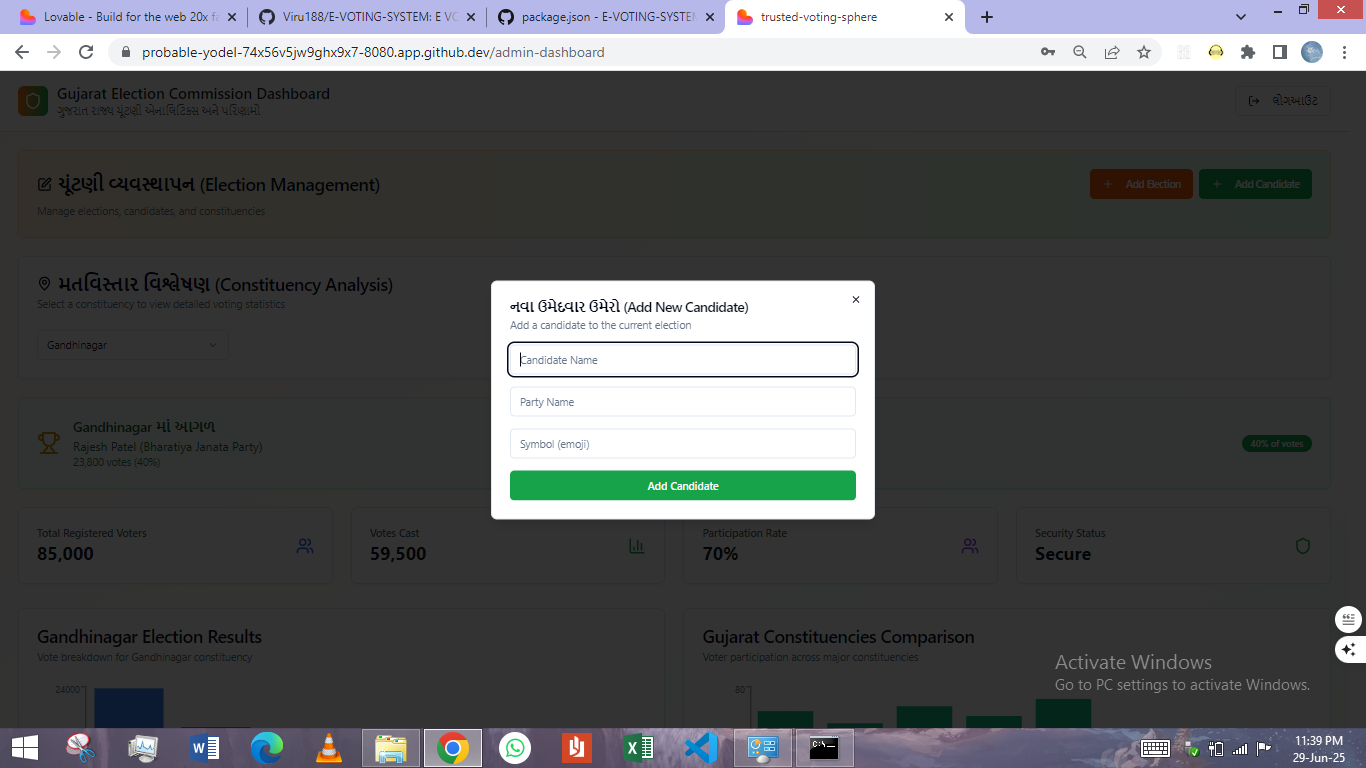 Lovable - Build for the web 20x fa
Viru188/E-VOTING-SYSTEM: E VO
package.json - E-VOTING-SYSTEM
trusted-voting-sphere
probable-yodel-74x56v5jw9ghx9x7-8080.app.github.dev/admin-dashboard
Gujarat Election Commission Dashboard
ગુજરાત રાજ્ય ચૂંટણી એનાલિટિક્સ અને પરિણામો
લોગઆઉટ
ચૂંટણી વ્યવસ્થાપન (Election Management)
Manage elections, candidates, and constituencies
Add Election
Add Candidate
મતવિસ્તાર વિશ્લેષણ (Constituency Analysis)
Select a constituency to view detailed voting statistics
Gandhinagar
નવા ઉમેદવાર ઉમેરો (Add New Candidate)
Add a candidate to the current election
Candidate Name
Party Name
Symbol (emoji)
Add Candidate
Gandhinagar માં આગળ
Rajesh Patel (Bharatiya Janata Party)
23,800 votes (40%)
40% of votes
Total Registered Voters
85,000
Votes Cast
59,500
Participation Rate
70%
Security Status
Secure
Gandhinagar Election Results
Vote breakdown for Gandhinagar constituency
24000
Gujarat Constituencies Comparison
Voter participation across major constituencies
80
Activate Windows
Go to PC settings to activate Windows.
11:39 PM
29-Jun-25